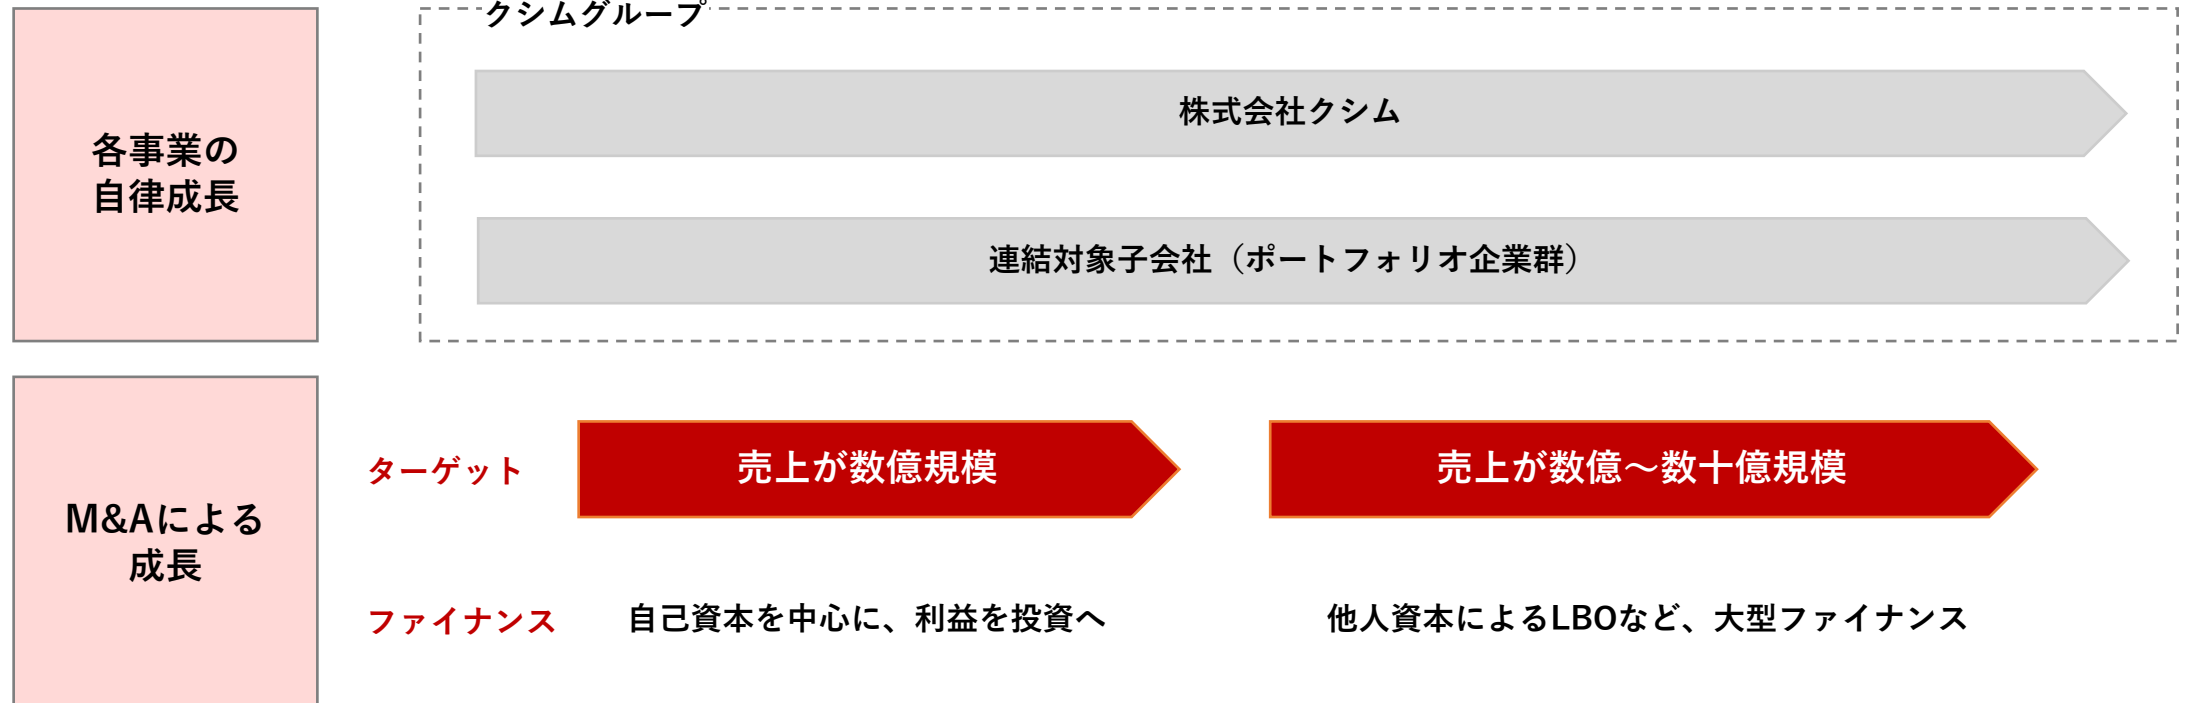 クシムグループ
各事業の
自律成長
株式会社クシム
連結対象子会社（ポートフォリオ企業群）
M&Aによる
成長
ターゲット
売上が数億規模
売上が数億～数十億規模
ファイナンス
自己資本を中心に、利益を投資へ
他人資本によるLBOなど、大型ファイナンス